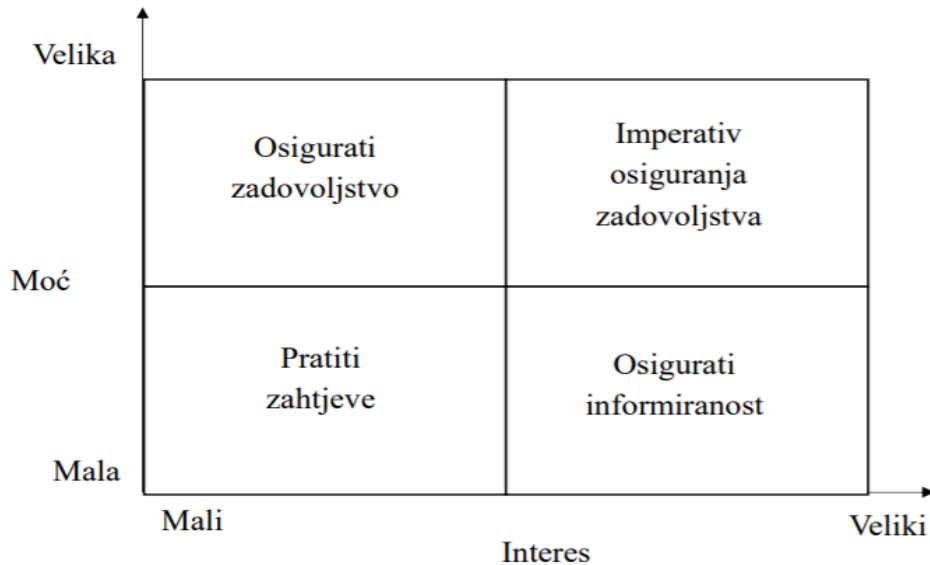 Velika
Osigurati
zadovoljstvo
Imperativ
osiguranja
zadovoljstva
Moć
Pratiti
zahtjeve
Osigurati
informiranost
Mala
Mali
Veliki
Interes